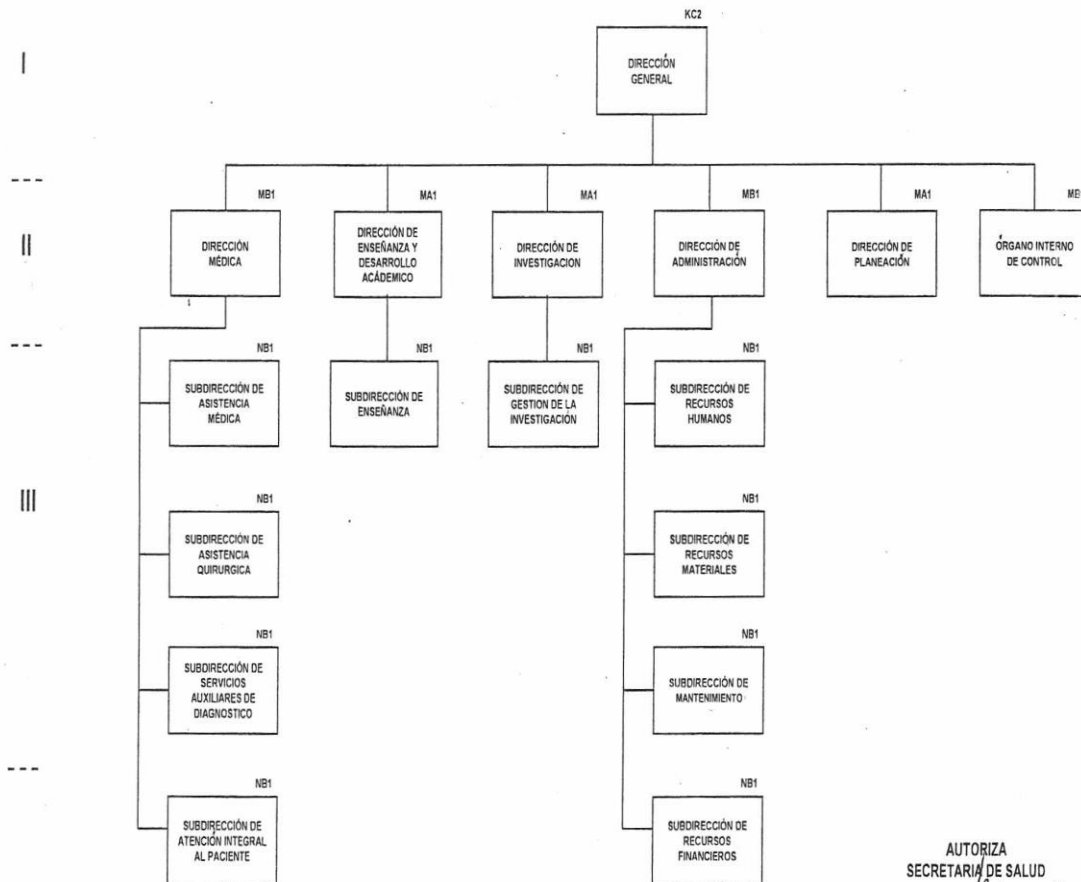 KC2
I
DIRECCIÓN
GENERAL
MB1
MA1
MA1
MB1
MA1
MB
II
DIRECCIÓN
MÉDICA
DIRECCIÓN DE
ENSEÑANZA Y
DESARROLLO
ACÁDEMICO
DIRECCIÓN DE
INVESTIGACION
DIRECCIÓN DE
ADMINISTRACIÓN
DIRECCIÓN DE
PLANEACIÓN
ÓRGANO INTERNO
DE CONTROL
NB1
NB1
NB1
NB1
SUBDIRECCIÓN DE
ASISTENCIA
MÉDICA
SUBDIRECCIÓN DE
ENSEÑANZA
SUBDIRECCIÓN DE
GESTION DE LA
INVESTIGACIÓN
SUBDIRECCIÓN DE
RECURSOS
HUMANOS
III
NB1
NB1
SUBDIRECCIÓN DE
ASISTENCIA
QUIRURGICA
SUBDIRECCIÓN DE
RECURSOS
MATERIALES
NB1
NB1
SUBDIRECCIÓN DE
SERVICIOS
AUXILIARES DE
DIAGNOSTICO
SUBDIRECCIÓN DE
MANTENIMIENTO
NB1
NB1
SUBDIRECCIÓN DE
ATENCIÓN INTEGRAL
AL PACIENTE
SUBDIRECCIÓN DE
RECURSOS
FINANCIEROS
AUTORIZA
SECRETARIA DE SALUD